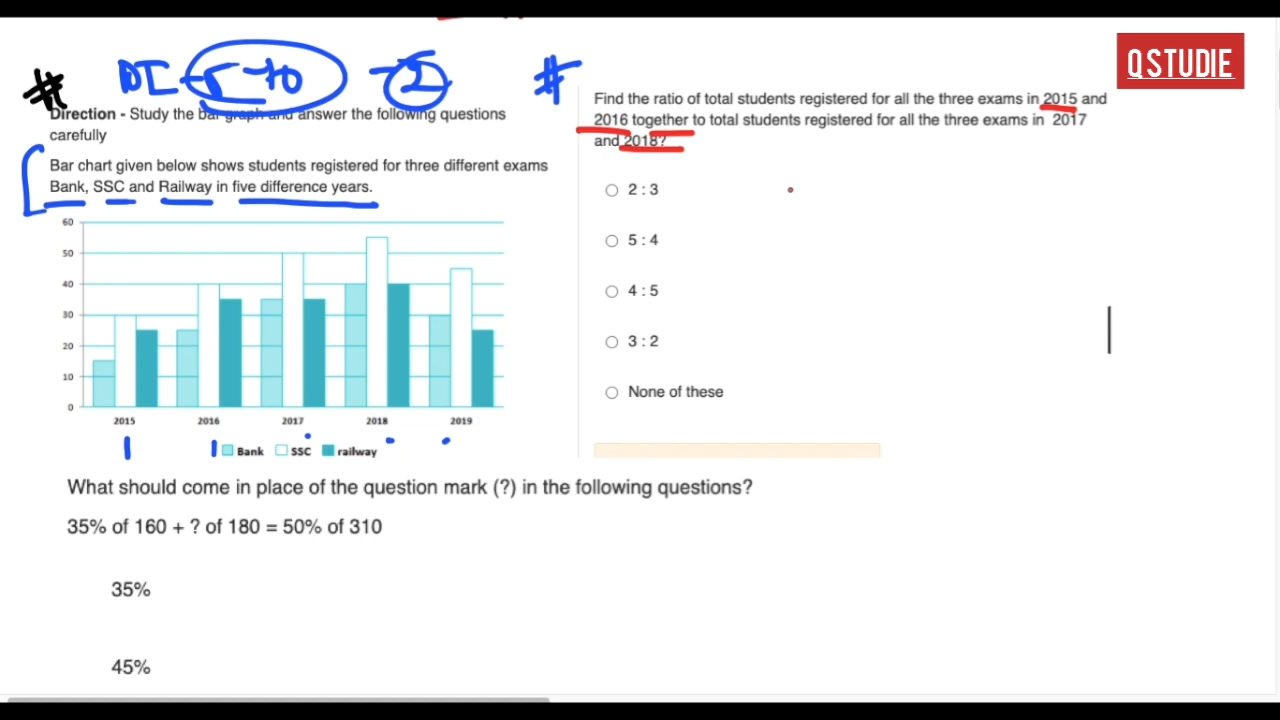 QSTUDIE
#
DI - 5 → 10 - 2
#
Direction - Study the bar graph and answer the following questions
carefully
Bar chart given below shows students registered for three different exams
Bank, SSC and Railway in five difference years.
60
50
40
30
20
10
0
2015 2016 2017 2018 2019
Bank SSC railway
Find the ratio of total students registered for all the three exams in 2015 and
2016 together to total students registered for all the three exams in 2017
and 2018?
2 : 3
5 : 4
4 : 5
3 : 2
None of these
What should come in place of the question mark (?) in the following questions?
35% of 160 + ? of 180 = 50% of 310
35%
45%